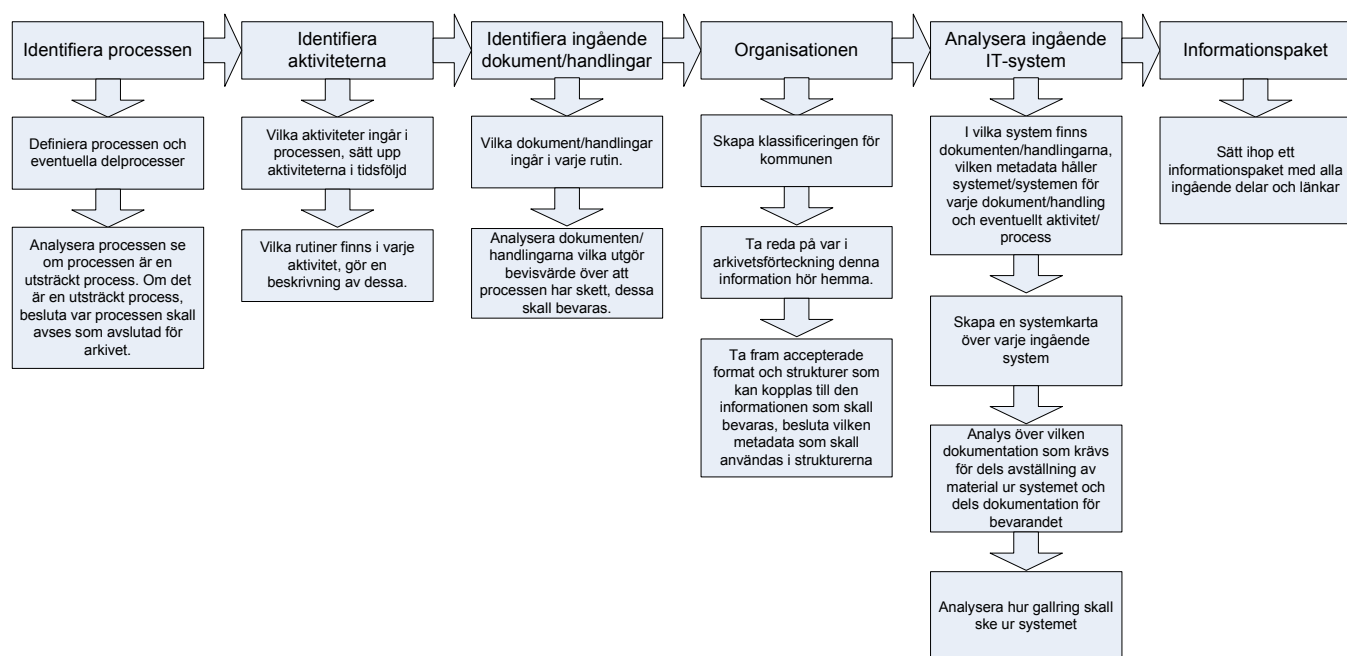 Identifiera processen
Identifiera
aktiviteterna
Identifiera ingående
dokument/handlingar
Organisationen
Analysera ingående
IT-system
Informationspaket
Definiera processen och
eventuella delprocesser
Analysera processen se
om processen är en
utsträckt process. Om det
är en utsträckt process,
besluta var processen skall
avses som avslutad för
arkivet.
Vilka aktiviteter ingår i
processen, sätt upp
aktiviteterna i tidsföljd
Vilka rutiner finns i varje
aktivitet, gör en
beskrivning av dessa.
Vilka dokument/handlingar
ingår i varje rutin.
Analysera dokumenten/
handlingarna vilka utgör
bevisvärde över att
processen har skett, dessa
skall bevaras.
Skapa klassificeringen för
kommunen
Ta reda på var i
arkivetsförteckning denna
information hör hemma.
Ta fram accepterade
format och strukturer som
kan kopplas till den
informationen som skall
bevaras, besluta vilken
metadata som skall
användas i strukturerna
I vilka system finns
dokumenten/handlingarna,
vilken metadata håller
systemet/systemen för
varje dokument/handling
och eventuellt aktivitet/
process
Skapa en systemkarta
över varje ingående
system
Analys över vilken
dokumentation som krävs
för dels avställning av
material ur systemet och
dels dokumentation för
bevarandet
Analysera hur gallring skall
ske ur systemet
Sätt ihop ett
informationspaket med alla
ingående delar och länkar